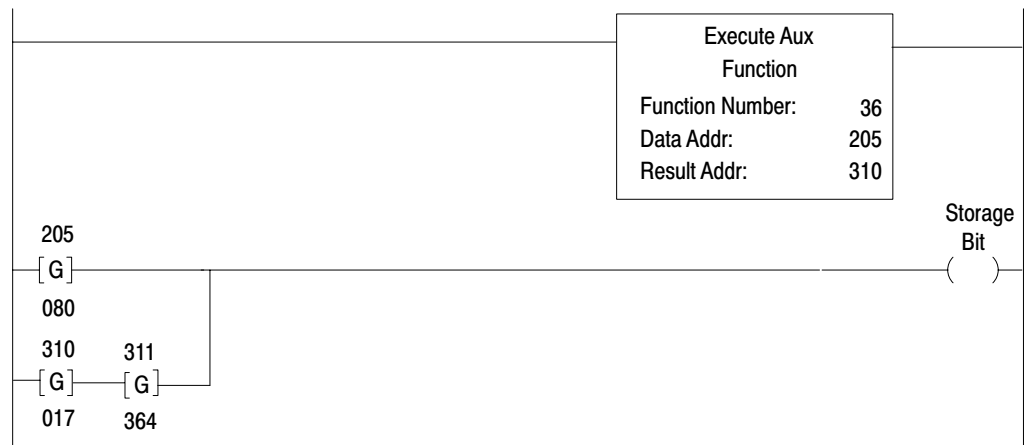 Execute Aux
Function
Function Number: 36
Data Addr: 205
Result Addr: 310
Storage
Bit
205
G
080
310 311
G G
017 364